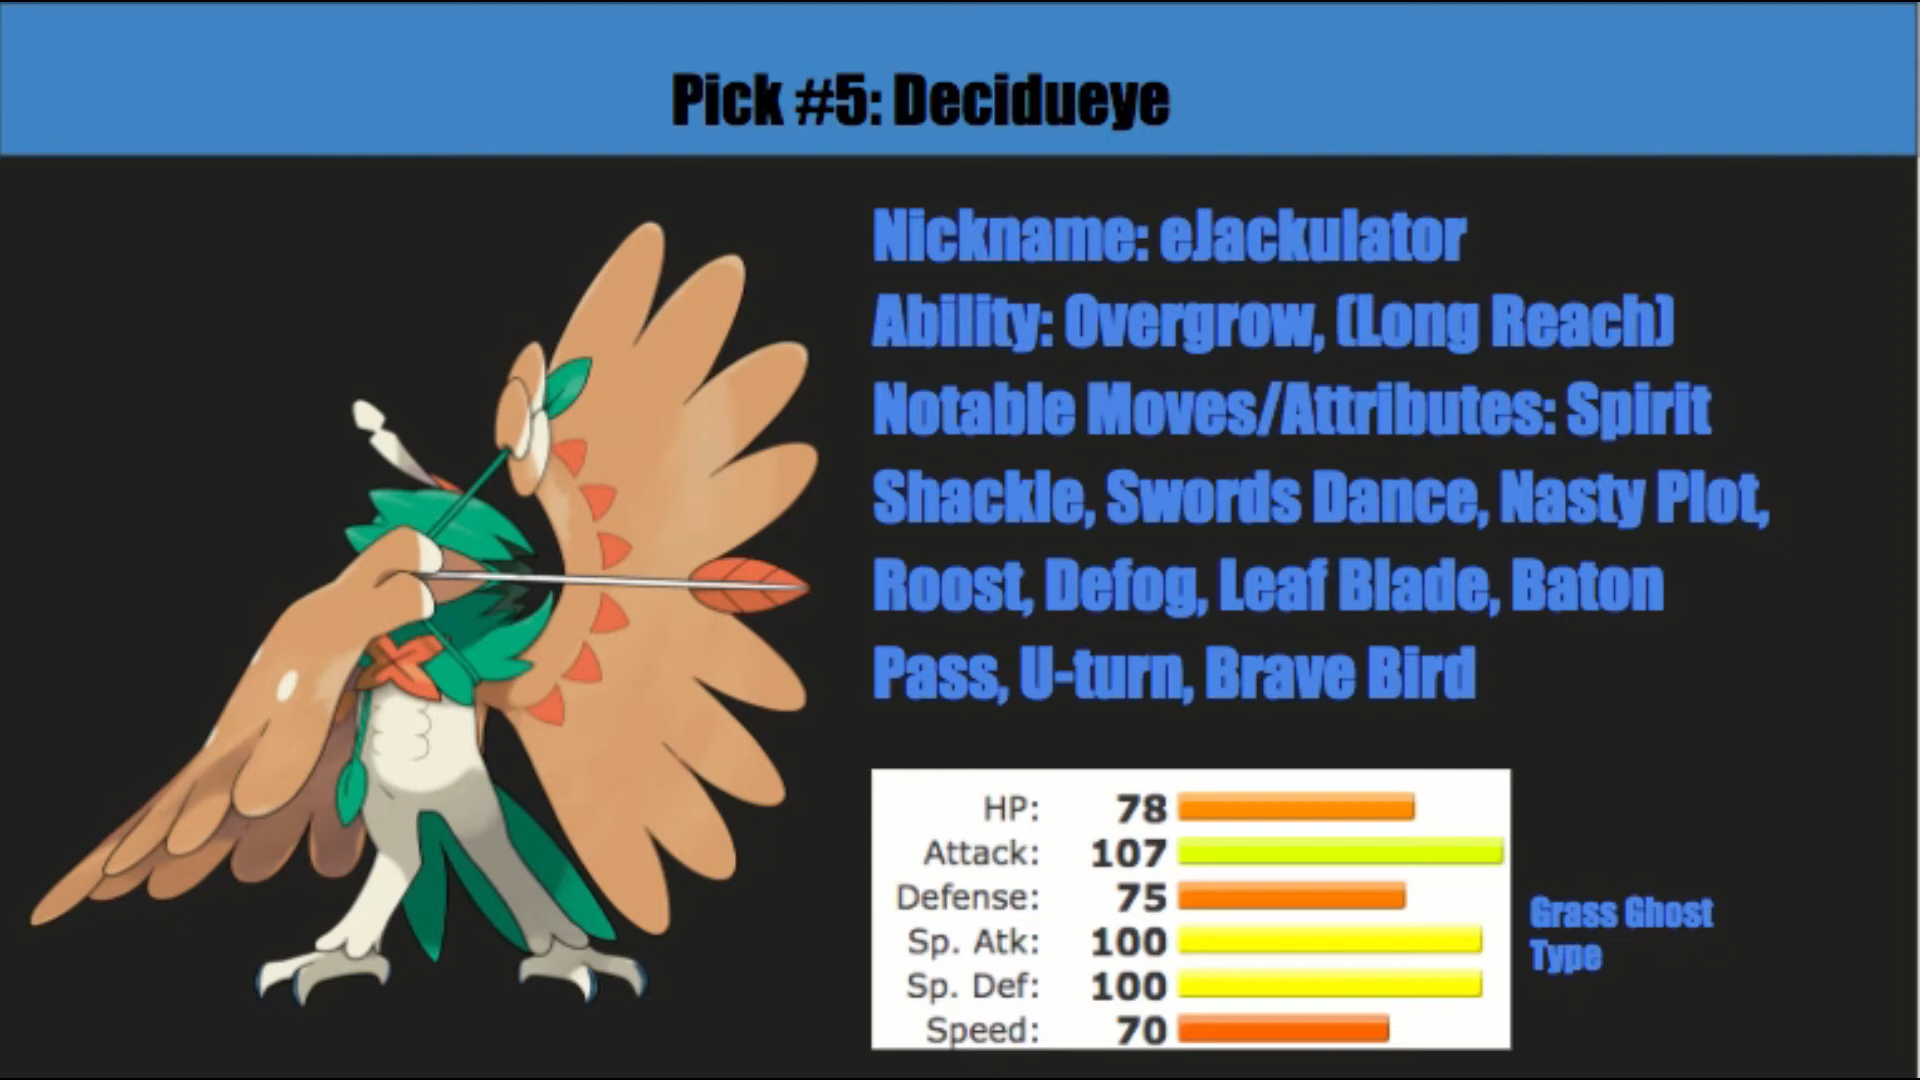 Pick #5: Decidueye
Nickname: eJackulator
Ability: Overgrow, (Long Reach)
Notable Moves/Attributes: Spirit
Shackle, Swords Dance, Nasty Plot,
Roost, Defog, Leaf Blade, Baton
Pass, U-turn, Brave Bird
HP: 78
Attack: 107
Defense: 75
Sp. Atk: 100
Sp. Def: 100
Speed: 70
Grass Ghost
Type